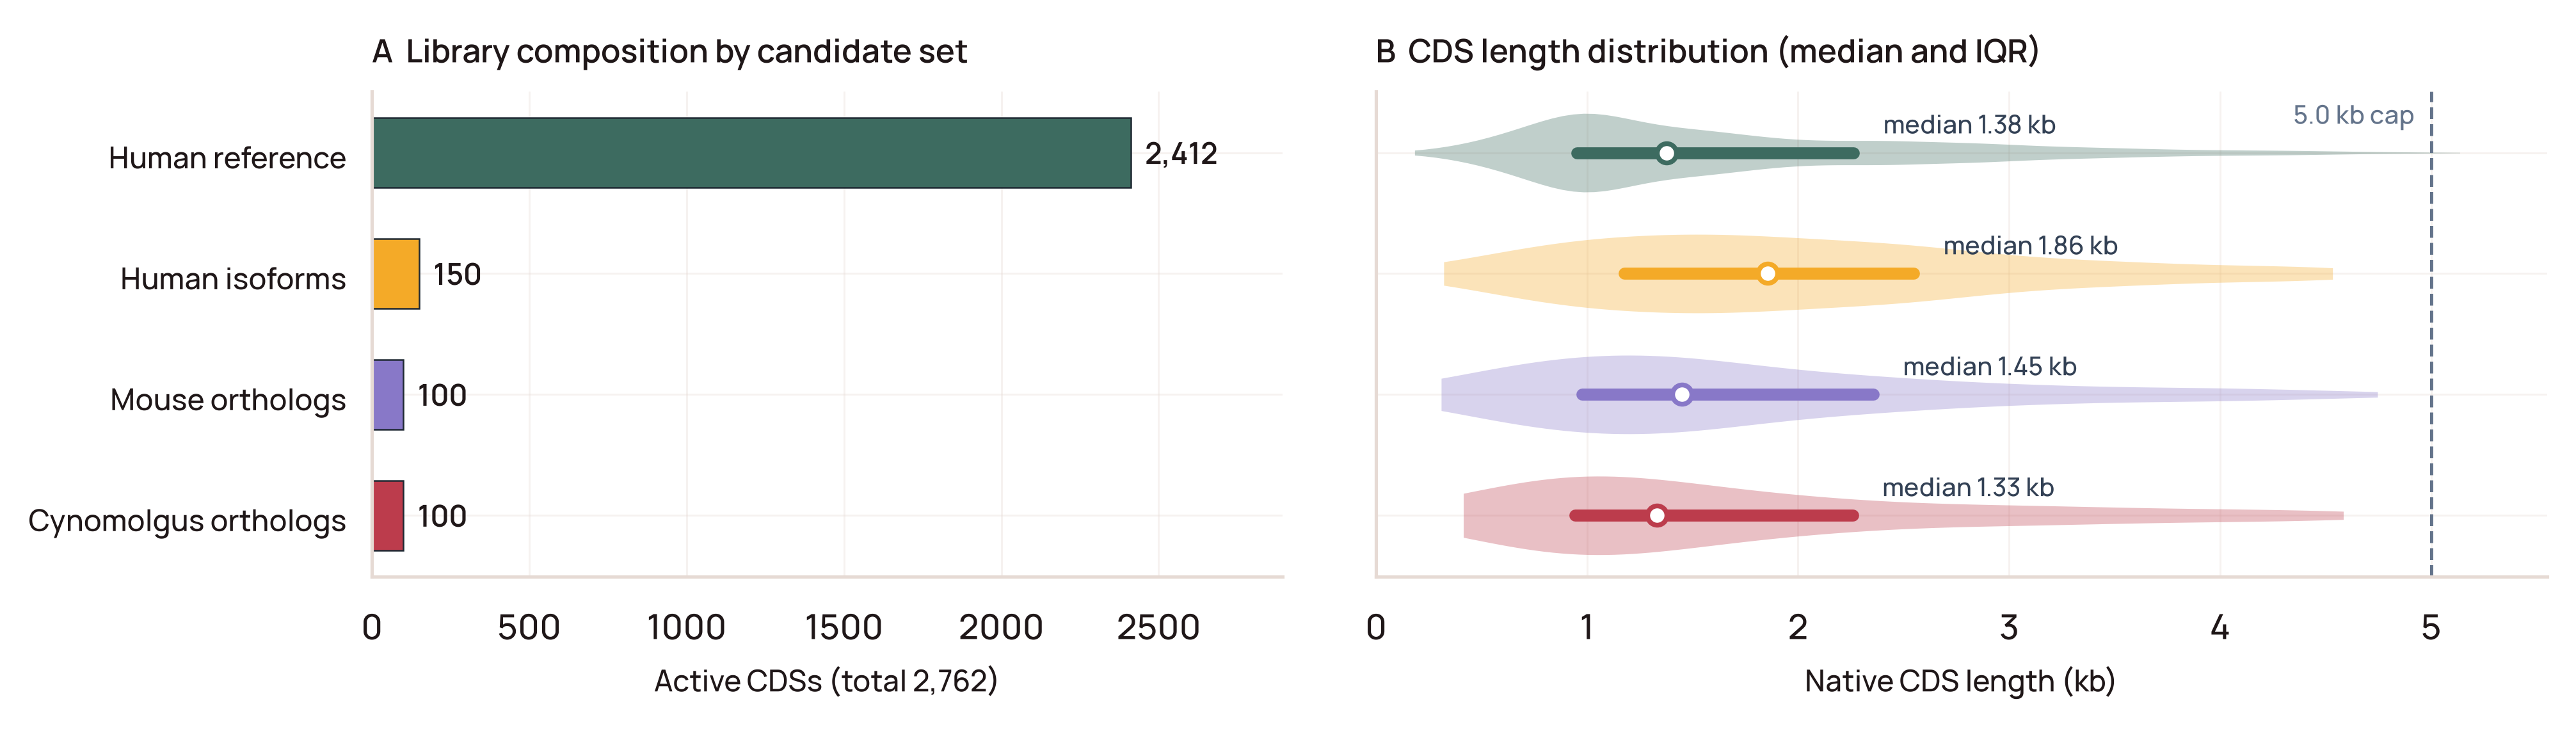 A Library composition by candidate set
Human reference
2,412
Human isoforms
150
Mouse orthologs
100
Cynomolgus orthologs
100
0 500 1000 1500 2000 2500
Active CDSs (total 2,762)
B CDS length distribution (median and IQR)
5.0 kb cap
median 1.38 kb
median 1.86 kb
median 1.45 kb
median 1.33 kb
0 1 2 3 4 5
Native CDS length (kb)